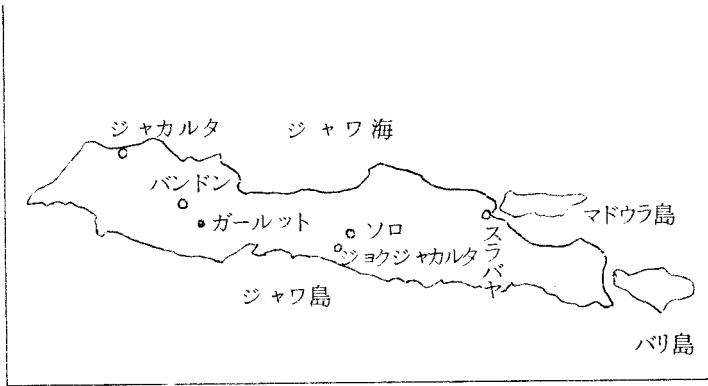 ジャカルタ
ジャワ海
バンドン
ガールット
ソロ
ジョクジャカルタ
スラバヤ
マドウラ島
ジャワ島
バリ島